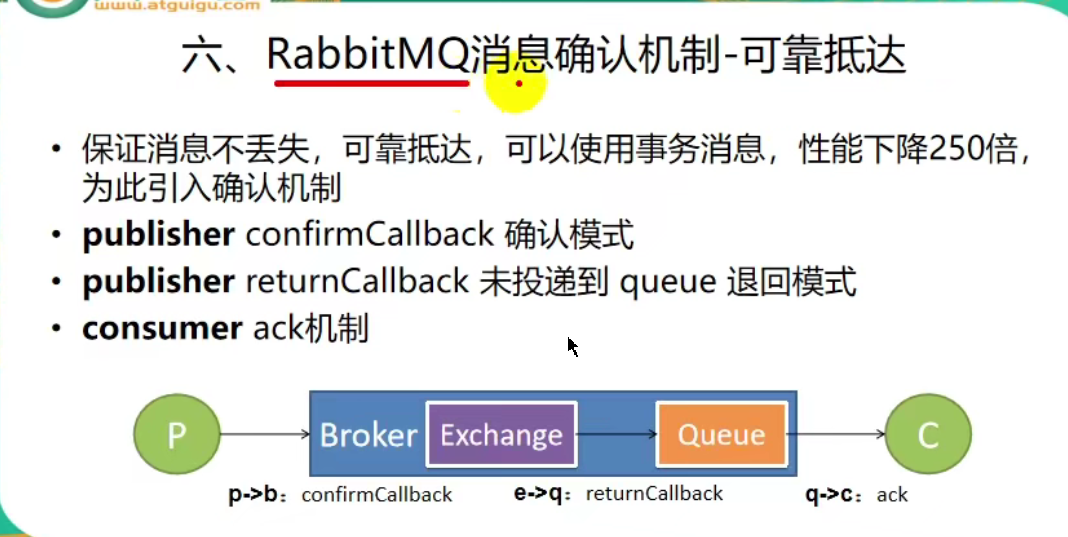 www.atguigu.com
六、RabbitMQ消息确认机制-可靠抵达
• 保证消息不丢失，可靠抵达，可以使用事务消息，性能下降250倍，
为此引入确认机制
• publisher confirmCallback 确认模式
• publisher returnCallback 未投递到 queue 退回模式
• consumer ack机制
P Broker Exchange Queue C
p->b：confirmCallback e->q：returnCallback q->c：ack